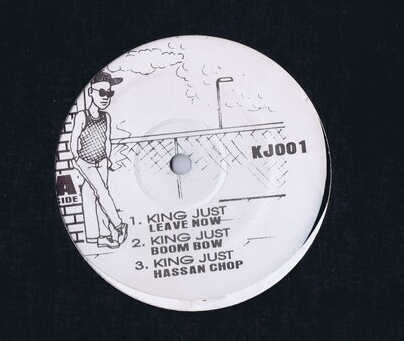 KJ001
A
SIDE
1. KING JUST
LEAVE NOW
2. KING JUST
BOOM BOW
3. KING JUST
HASSAN CHOP